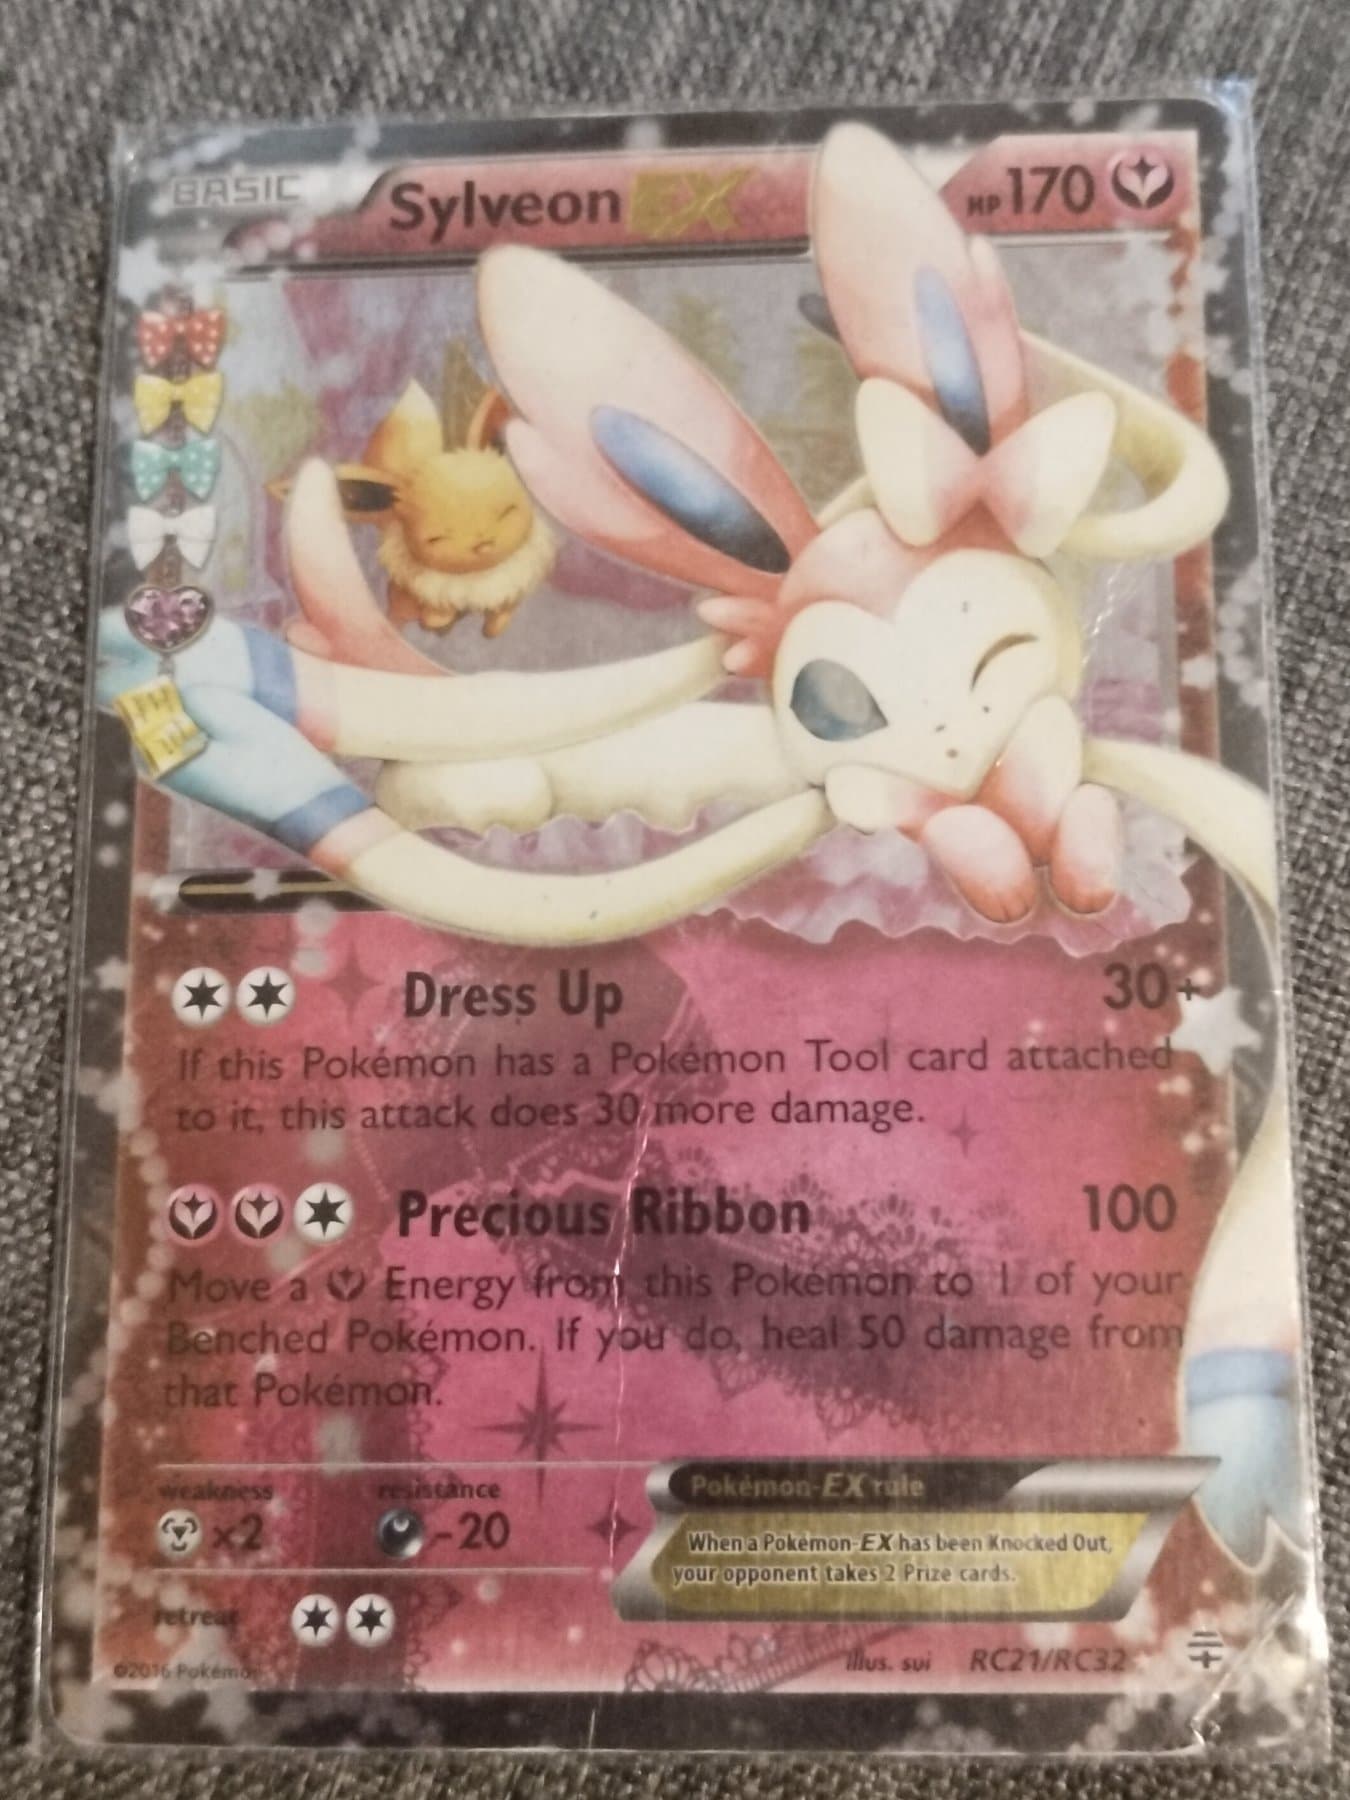 BASIC Sylveon EX HP 170
Dress Up 30+
If this Pokémon has a Pokémon Tool card attached
to it, this attack does 30 more damage.
Precious Ribbon 100
Move a Energy from this Pokémon to 1 of your
Benched Pokémon. If you do, heal 50 damage from
that Pokémon.
weakness resistance
×2 -20
Pokémon-EX rule
When a Pokémon-EX has been Knocked Out,
your opponent takes 2 Prize cards.
retreat
©2016 Pokémon
Illus. sui RC21/RC32